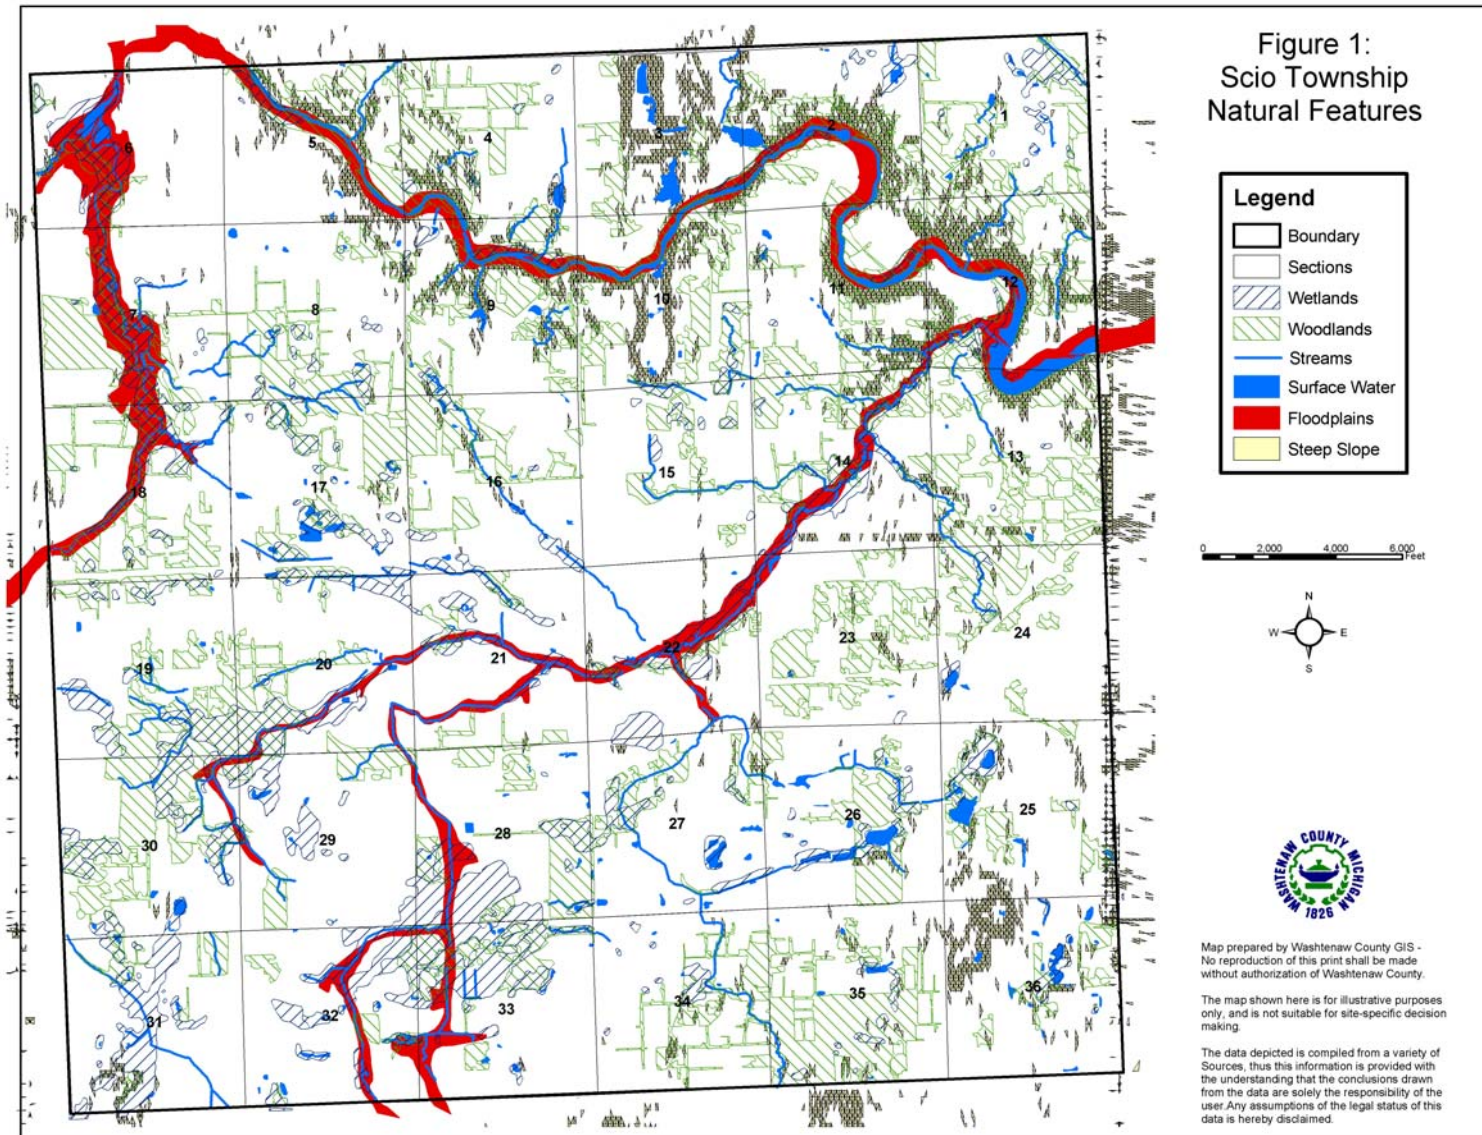 Figure 1:
Scio Township
Natural Features
Legend
Boundary
Sections
Wetlands
Woodlands
Streams
Surface Water
Floodplains
Steep Slope
0 2,000 4,000 6,000
Feet
N
W E
S
WASHTENAW COUNTY MICHIGAN
1826
Map prepared by Washtenaw County GIS -
No reproduction of this print shall be made
without authorization of Washtenaw County.
The map shown here is for illustrative purposes
only, and is not suitable for site-specific decision
making.
The data depicted is compiled from a variety of
Sources, thus this information is provided with
the understanding that the conclusions drawn
from the data are solely the responsibility of the
user.Any assumptions of the legal status of this
data is hereby disclaimed.
6 5 4 3 2 1
7 8 9 10 11 12
18 17 16 15 14 13
19 20 21 22 23 24
30 29 28 27 26 25
31 32 33 34 35 36